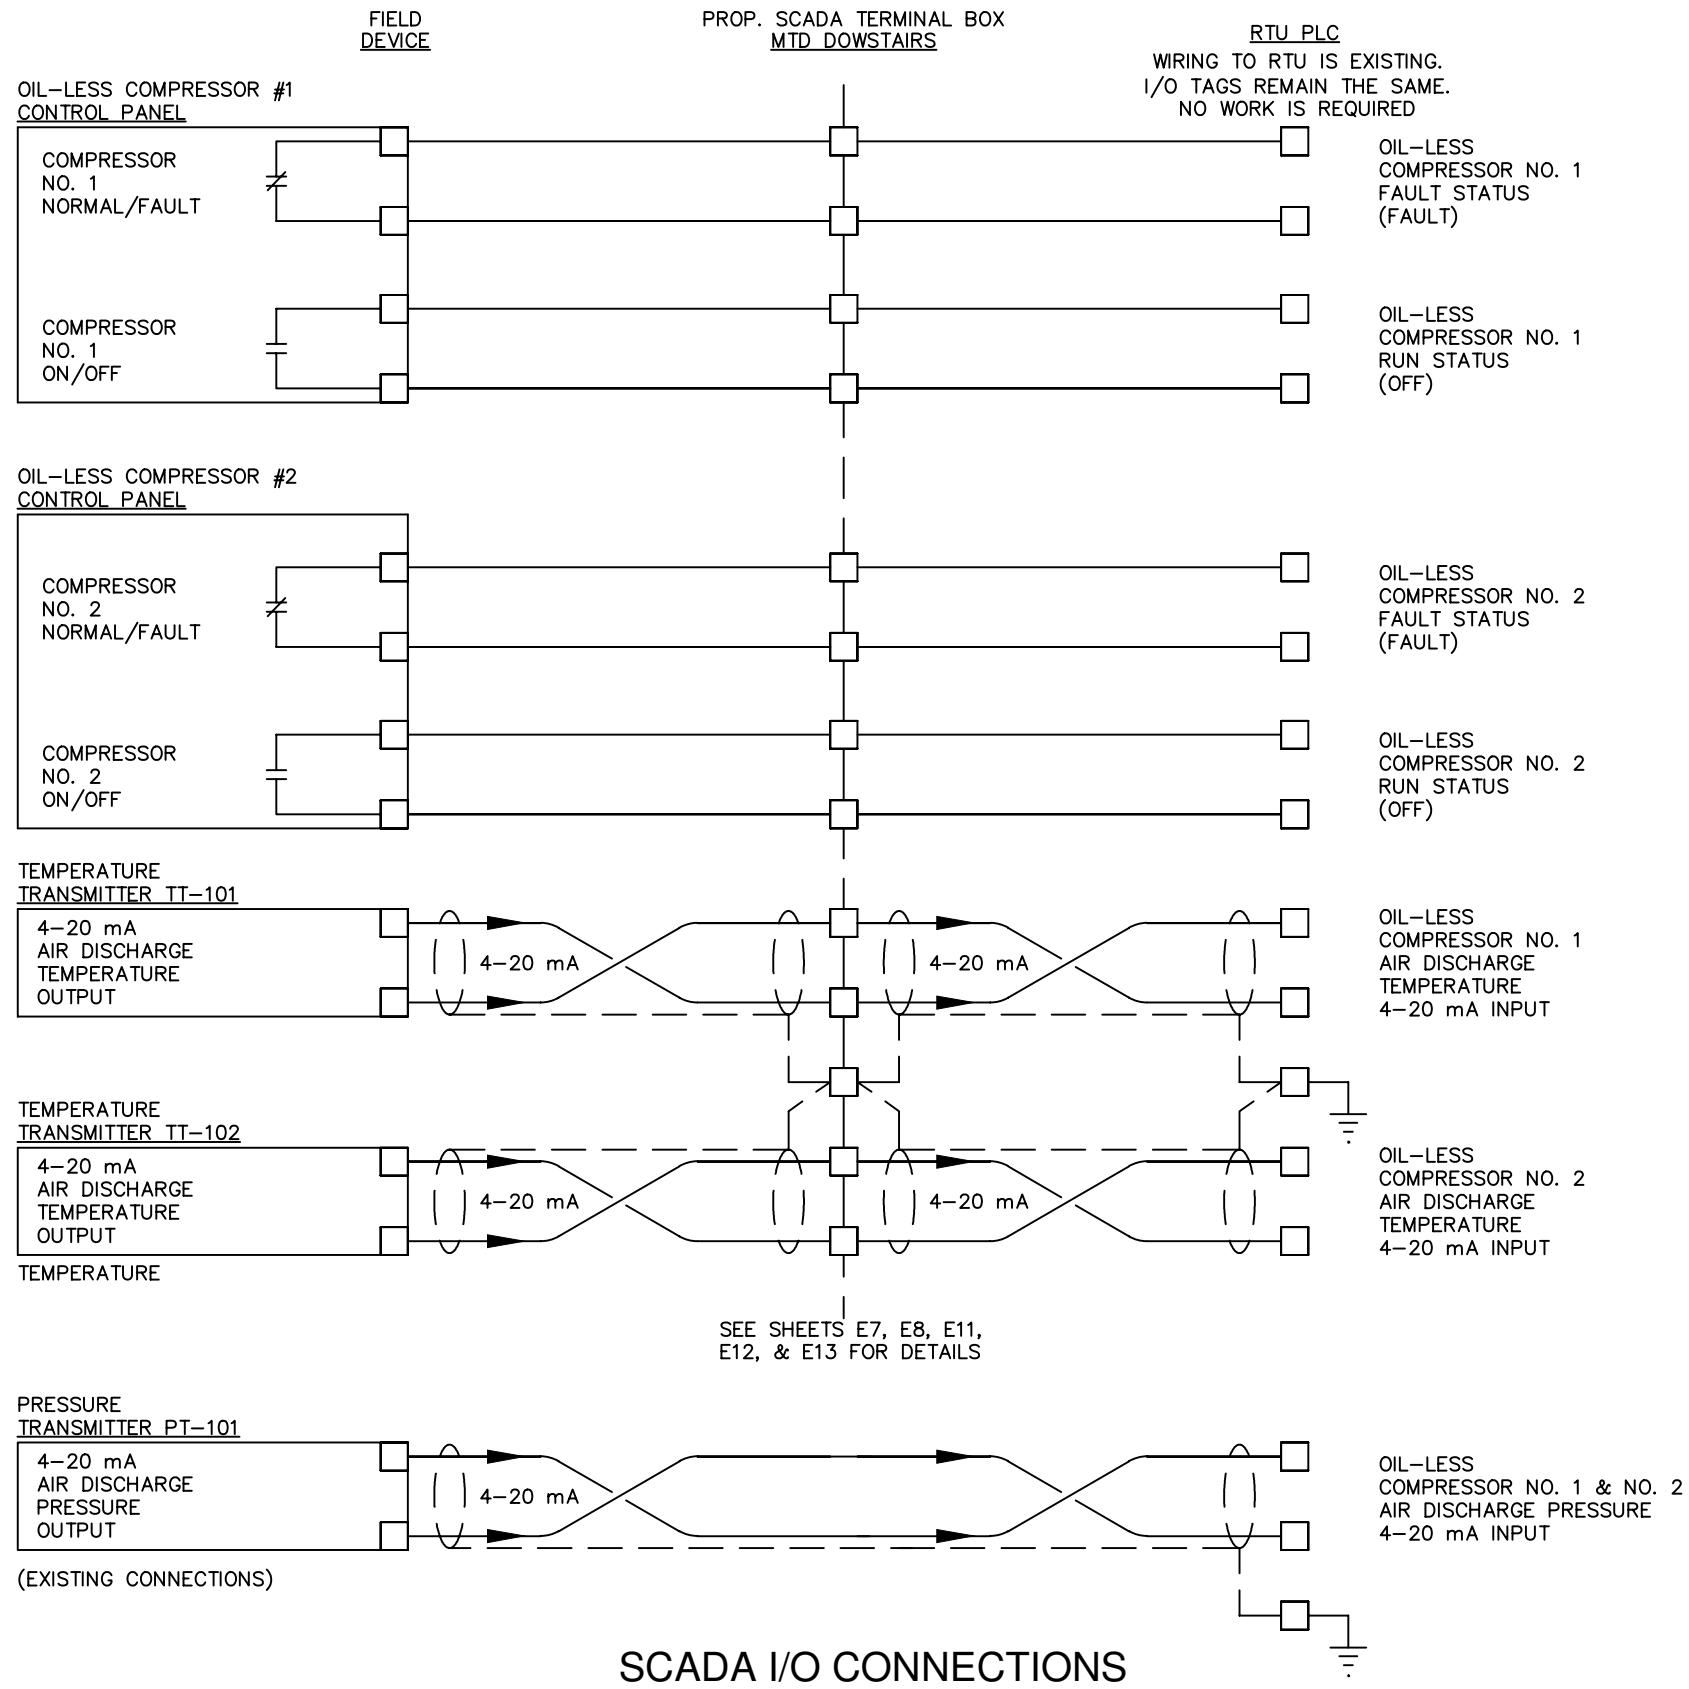 FIELD
DEVICE
PROP. SCADA TERMINAL BOX
MTD DOWSTAIRS
RTU PLC
WIRING TO RTU IS EXISTING.
I/O TAGS REMAIN THE SAME.
NO WORK IS REQUIRED
OIL-LESS COMPRESSOR #1
CONTROL PANEL
COMPRESSOR
NO. 1
NORMAL/FAULT
OIL-LESS
COMPRESSOR NO. 1
FAULT STATUS
(FAULT)
COMPRESSOR
NO. 1
ON/OFF
OIL-LESS
COMPRESSOR NO. 1
RUN STATUS
(OFF)
OIL-LESS COMPRESSOR #2
CONTROL PANEL
COMPRESSOR
NO. 2
NORMAL/FAULT
OIL-LESS
COMPRESSOR NO. 2
FAULT STATUS
(FAULT)
COMPRESSOR
NO. 2
ON/OFF
OIL-LESS
COMPRESSOR NO. 2
RUN STATUS
(OFF)
TEMPERATURE
TRANSMITTER TT-101
4-20 mA
AIR DISCHARGE
TEMPERATURE
OUTPUT
4-20 mA
4-20 mA
OIL-LESS
COMPRESSOR NO. 1
AIR DISCHARGE
TEMPERATURE
4-20 mA INPUT
TEMPERATURE
TRANSMITTER TT-102
4-20 mA
AIR DISCHARGE
TEMPERATURE
OUTPUT
4-20 mA
4-20 mA
OIL-LESS
COMPRESSOR NO. 2
AIR DISCHARGE
TEMPERATURE
4-20 mA INPUT
TEMPERATURE
SEE SHEETS E7, E8, E11,
E12, & E13 FOR DETAILS
PRESSURE
TRANSMITTER PT-101
4-20 mA
AIR DISCHARGE
PRESSURE
OUTPUT
4-20 mA
OIL-LESS
COMPRESSOR NO. 1 & NO. 2
AIR DISCHARGE PRESSURE
4-20 mA INPUT
(EXISTING CONNECTIONS)
SCADA I/O CONNECTIONS